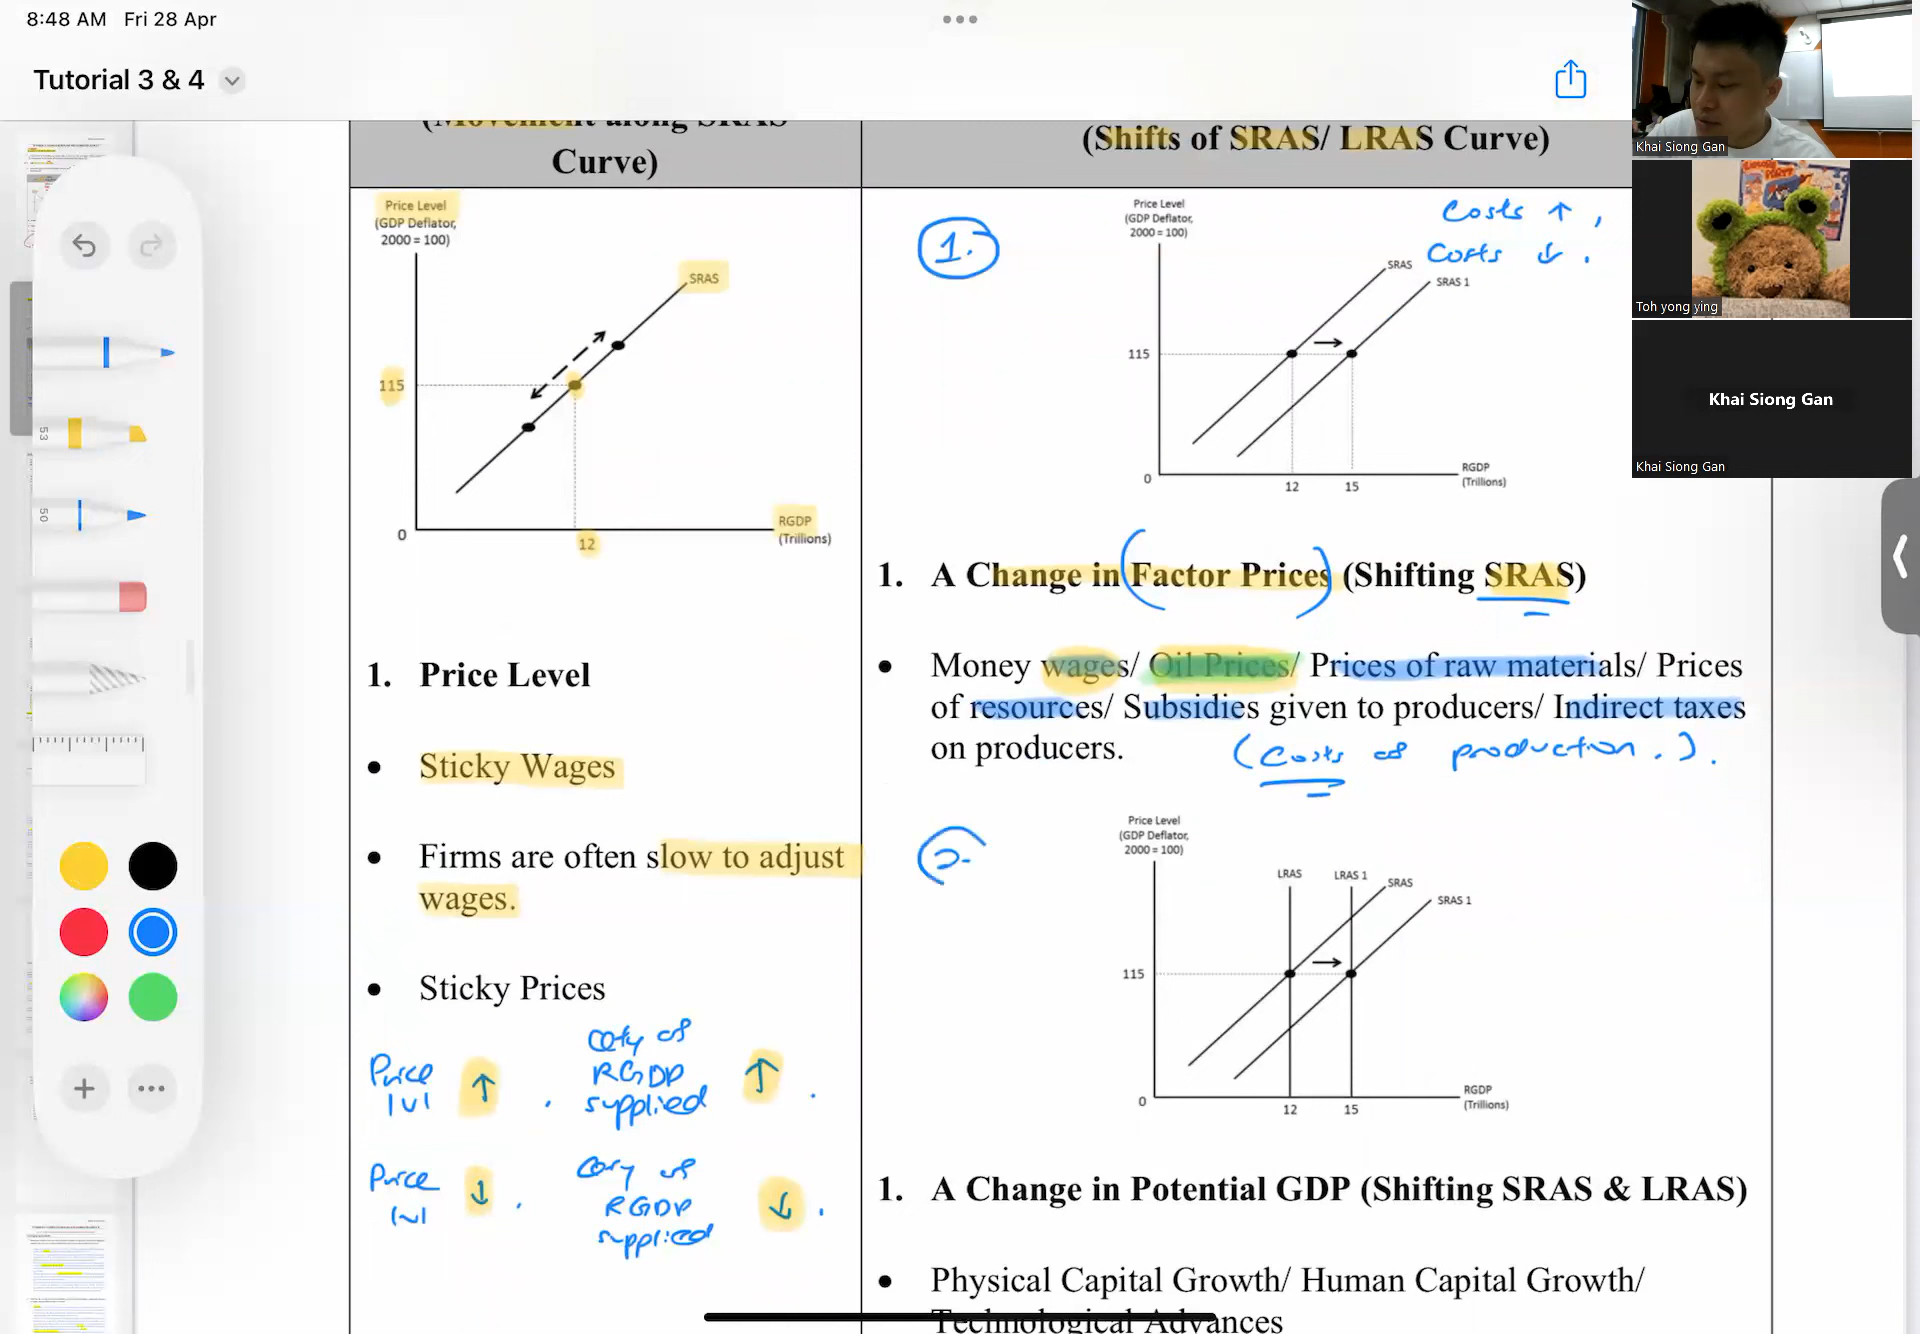 8:48 AM Fri 28 Apr
Tutorial 3 & 4
(Movement along SRAS
Curve)
(Shifts of SRAS/ LRAS Curve)
Price Level
(GDP Deflator,
2000 = 100)
SRAS
115
0
12
RGDP
(Trillions)
1. Price Level
Sticky Wages
Firms are often slow to adjust
wages.
Sticky Prices
Price
lvl
↑
,
Qty of
RGDP
supplied
↑
.
Price
lvl
↓
,
Qty of
RGDP
supplied
↓
.
1.
Price Level
(GDP Deflator,
2000 = 100)
Costs ↑ ,
Costs ↓ .
SRAS
SRAS 1
115
0
12
15
RGDP
(Trillions)
1. A Change in (Factor Prices) (Shifting SRAS)
Money wages/ Oil Prices/ Prices of raw materials/ Prices
of resources/ Subsidies given to producers/ Indirect taxes
on producers.
(Costs of production.).
2.
Price Level
(GDP Deflator,
2000 = 100)
LRAS
LRAS 1
SRAS
SRAS 1
115
0
12
15
RGDP
(Trillions)
1. A Change in Potential GDP (Shifting SRAS & LRAS)
Physical Capital Growth/ Human Capital Growth/
Technological Advances
53
50
Khai Siong Gan
Toh yong ying
Khai Siong Gan
Khai Siong Gan